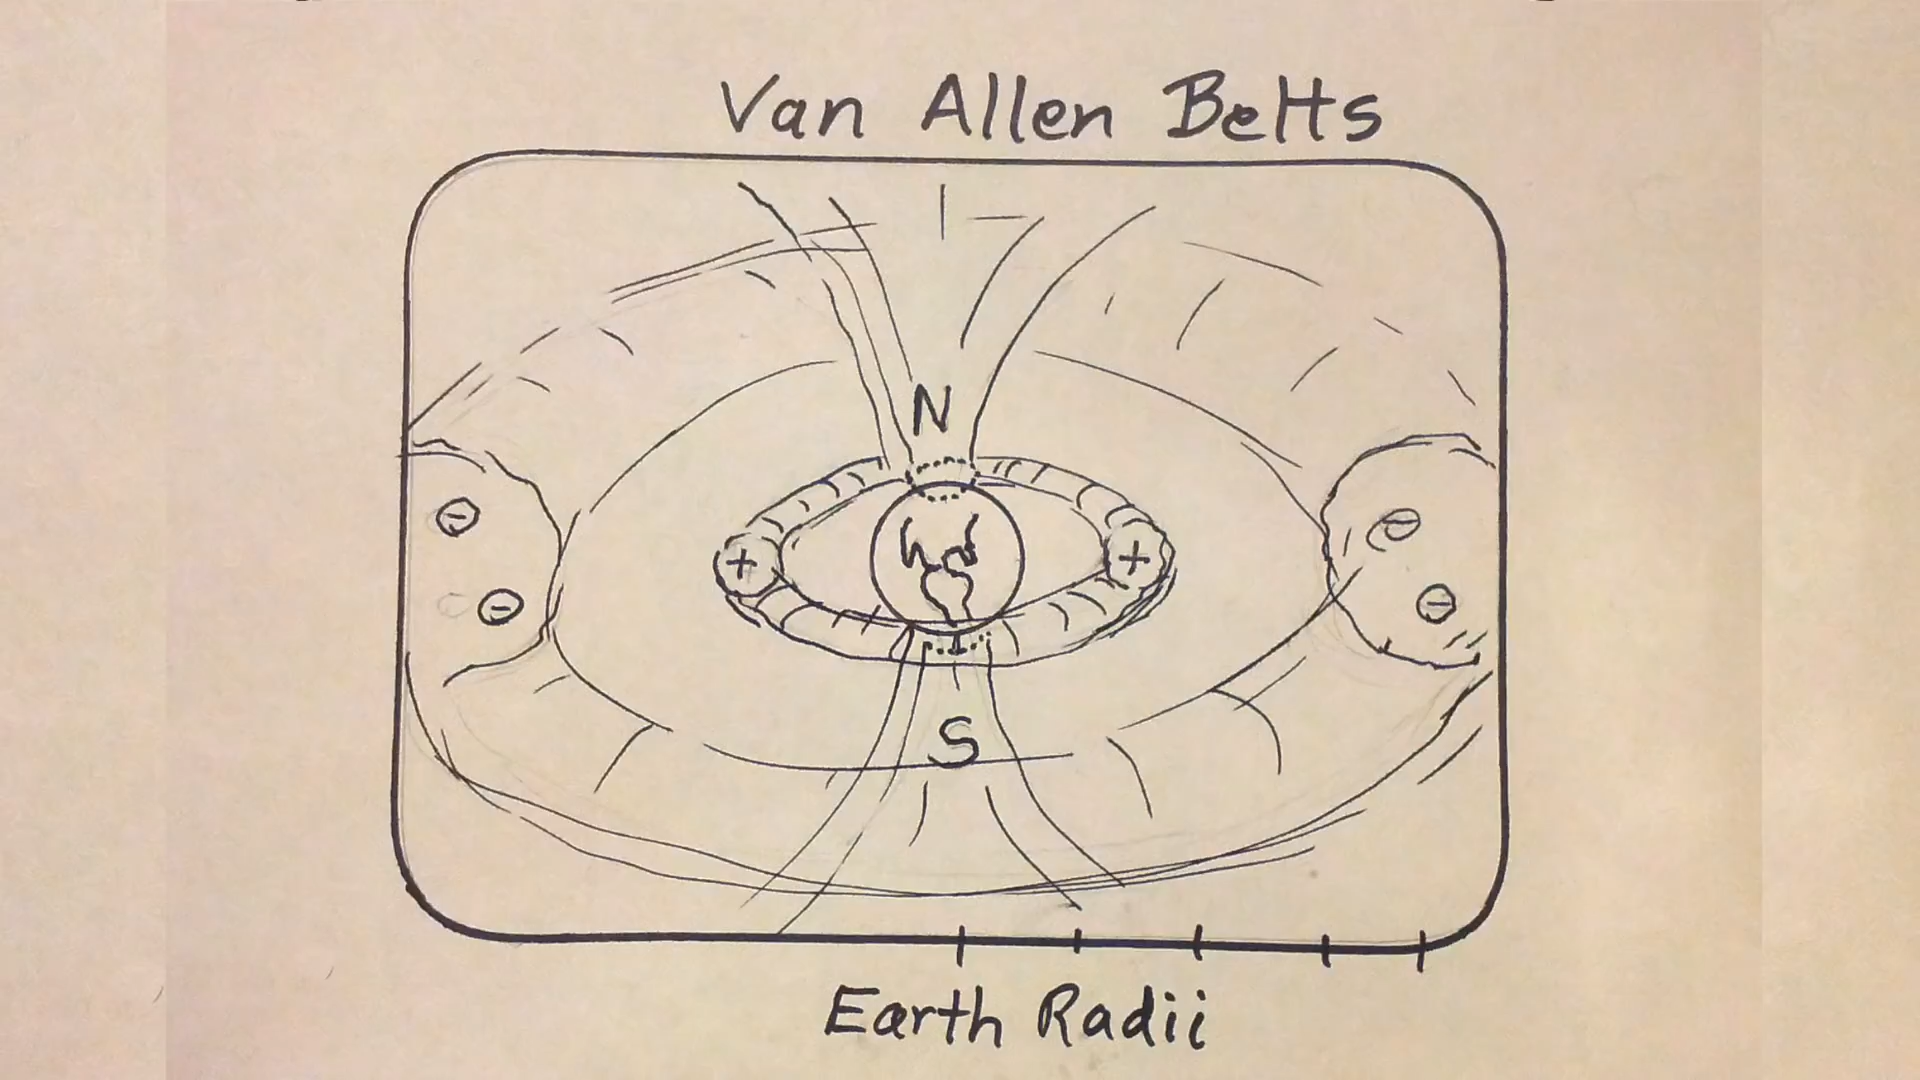 Van Allen Belts
N
−
−
−
−
+
+
S
Earth Radii